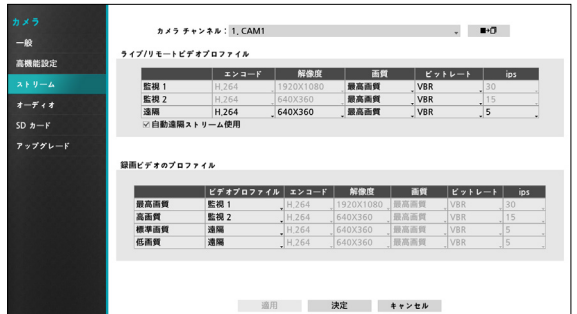 カメラ
一般
高機能設定
ストリーム
オーディオ
SD カード
アップグレード
カメラ チャンネル: 1, CAM1
ライブ/リモートビデオプロファイル
エンコード 解像度 画質 ビットレート ips
監視 1 H,264 1920X1080 最高画質 VBR 30
監視 2 H,264 640X360 最高画質 VBR 15
遠隔 H,264 640X360 最高画質 VBR 5
自動遠隔ストリーム使用
録画ビデオのプロファイル
ビデオプロファイル エンコード 解像度 画質 ビットレート ips
最高画質 監視 1 H,264 1920X1080 最高画質 VBR 30
高画質 監視 2 H,264 640X360 最高画質 VBR 15
標準画質 遠隔 H,264 640X360 最高画質 VBR 5
低画質 遠隔 H,264 640X360 最高画質 VBR 5
適用 決定 キャンセル